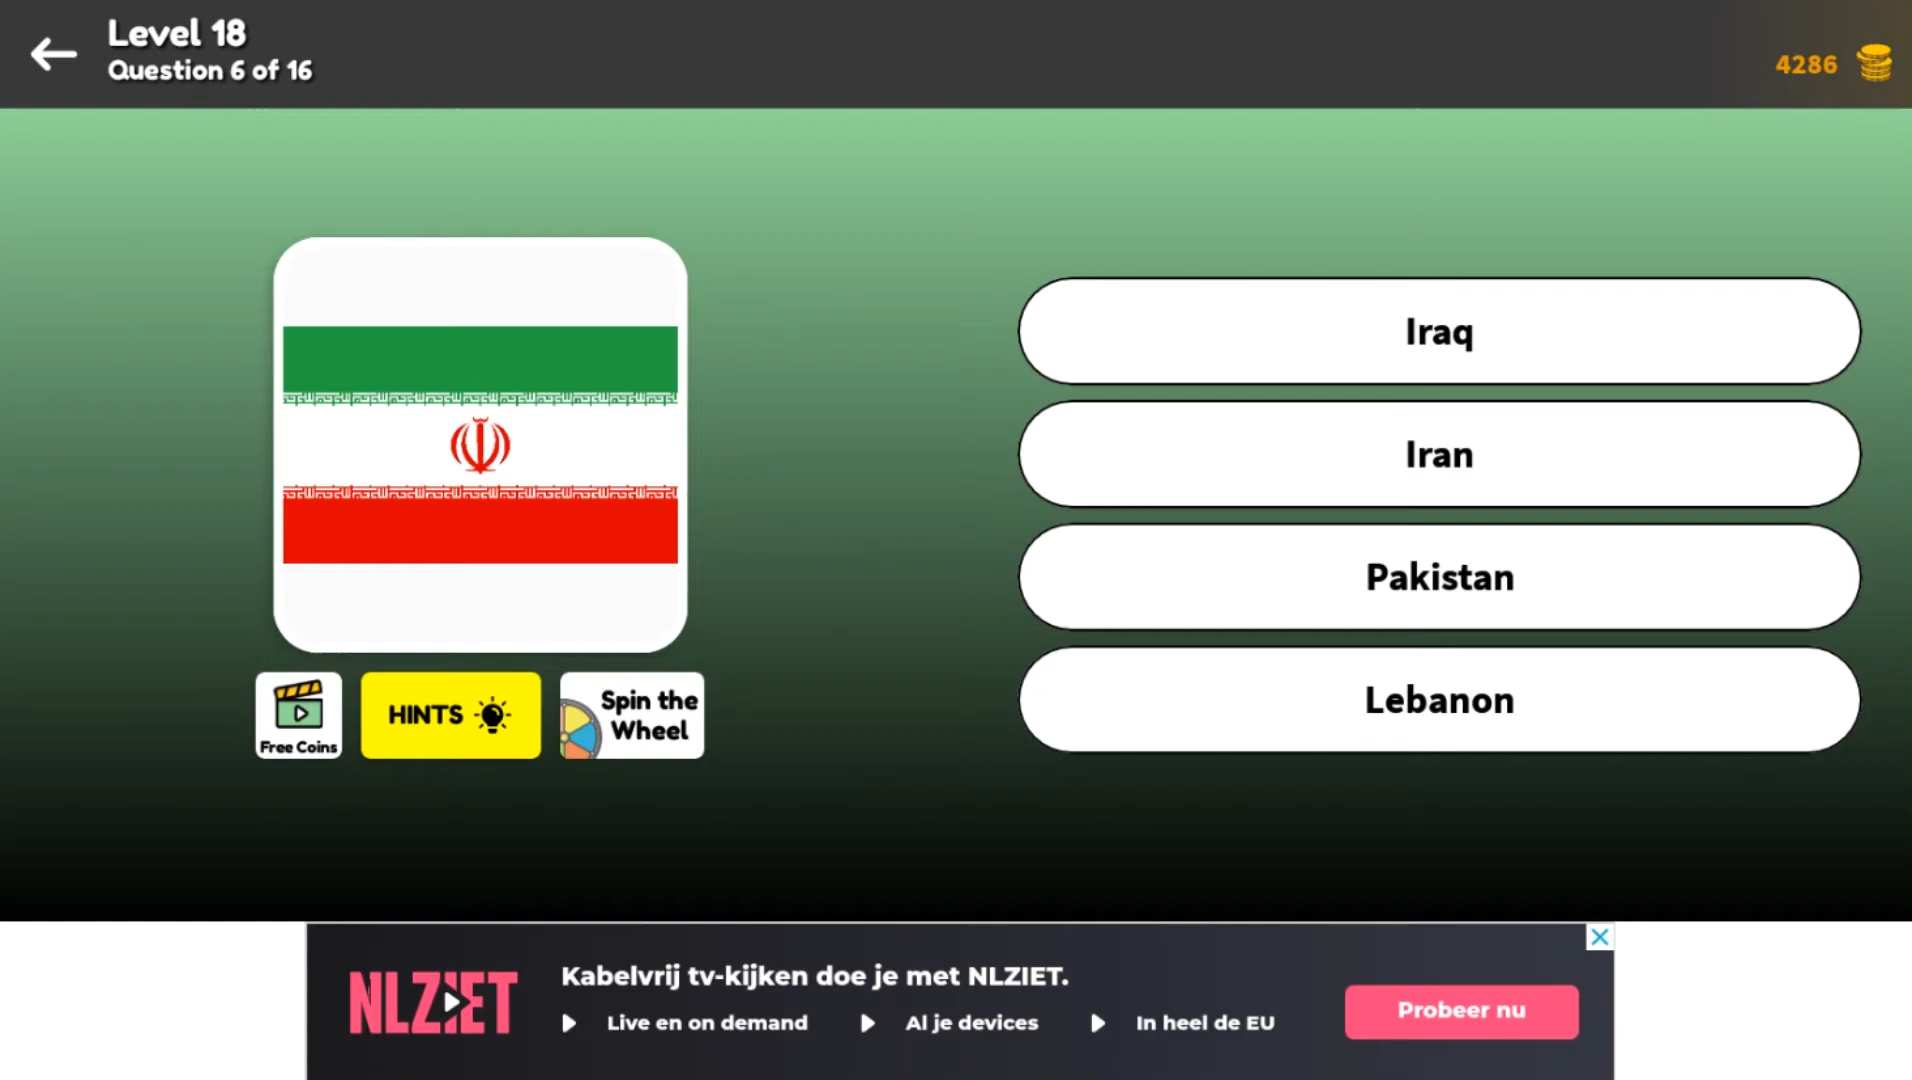 Level 18
Question 6 of 16
4286
Iraq
Iran
Pakistan
Lebanon
Free Coins
HINTS
Spin the
Wheel
NLZIET
Kabelvrij tv-kijken doe je met NLZIET.
Live en on demand
Al je devices
In heel de EU
Probeer nu